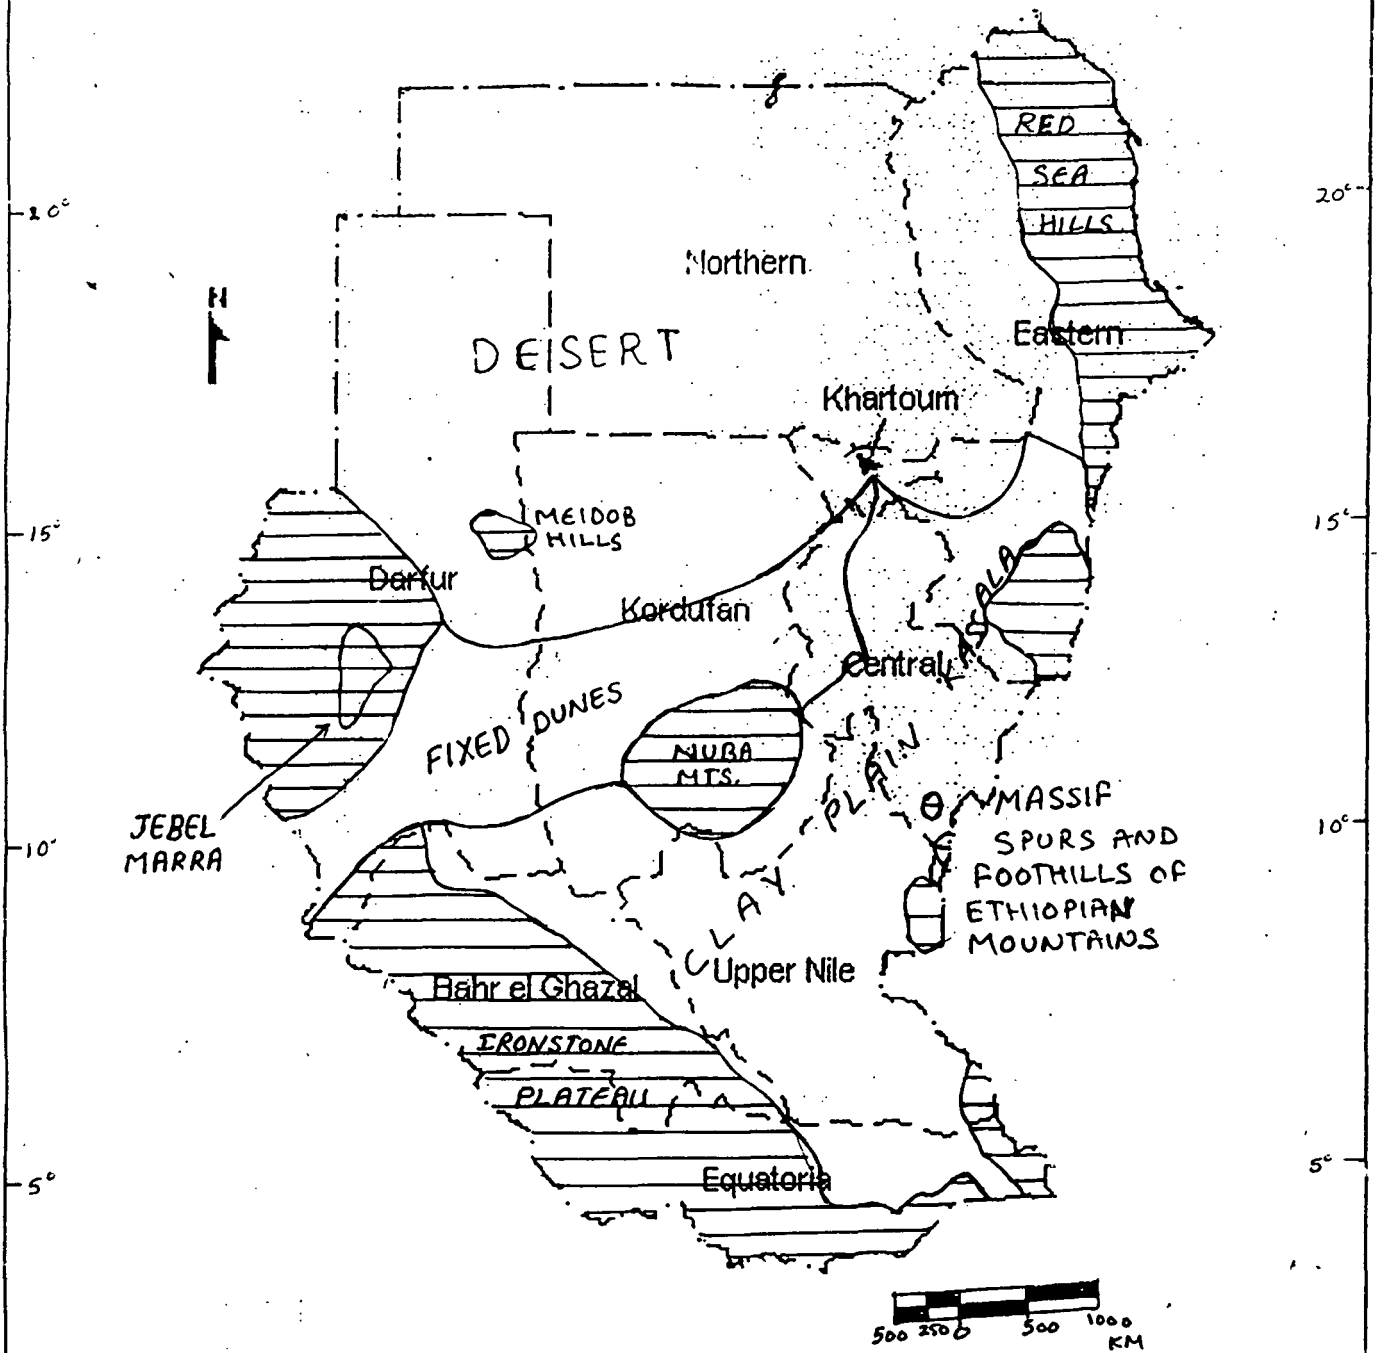 RED
SEA
HILLS
20°
20°
Northern
N
Eastern
DESERT
Khartoum
MEIDOB
HILLS
15°
15°
Darfur
Kordufan
Central
FIXED DUNES
NUBA
MTS.
CLAY PLAIN
MASSIF
SPURS AND
FOOTHILLS OF
ETHIOPIAN
MOUNTAINS
JEBEL
MARRA
10°
10°
Upper Nile
Bahr el Ghazal
IRONSTONE
PLATEAU
Equatoria
5°
5°
500 250 0 500 1000
KM